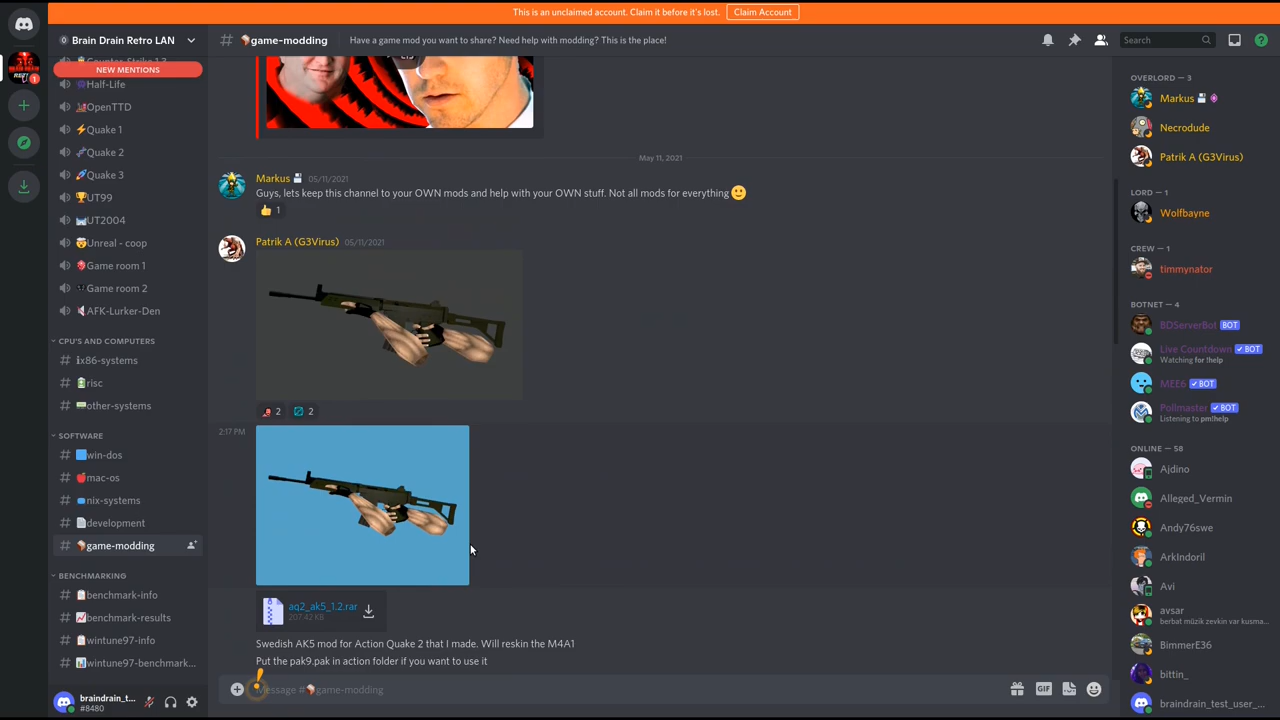 This is an unclaimed account. Claim it before it's lost. Claim Account
Brain Drain Retro LAN
game-modding
Have a game mod you want to share? Need help with modding? This is the place!
Search
NEW MENTIONS
Half-Life
OpenTTD
Quake 1
Quake 2
Quake 3
UT99
UT2004
Unreal - coop
Game room 1
Game room 2
AFK-Lurker-Den
CPU'S AND COMPUTERS
ix86-systems
risc
other-systems
SOFTWARE
win-dos
mac-os
nix-systems
development
game-modding
BENCHMARKING
benchmark-info
benchmark-results
wintune97-info
wintune97-benchmark...
braindrain_t...
#8480
May 11, 2021
Markus 05/11/2021
Guys, lets keep this channel to your OWN mods and help with your OWN stuff. Not all mods for everything
1
Patrik A (G3Virus) 05/11/2021
2 2
2:17 PM
aq2_ak5_1.2.rar
207.42 KB
Swedish AK5 mod for Action Quake 2 that I made. Will reskin the M4A1
Put the pak9.pak in action folder if you want to use it
Message #game-modding
GIF
OVERLORD — 3
Markus
Necrodude
Patrik A (G3Virus)
LORD — 1
Wolfbayne
CREW — 1
timmynator
BOTNET — 4
BDServerBot BOT
Live Countdown BOT
Watching for !help
MEE6 BOT
Pollmaster BOT
Listening to pm!help
ONLINE — 58
Ajdino
Alleged_Vermin
Andy76swe
ArkIndoril
Avi
avsar
berbat müzik zevkin var kusma...
BimmerE36
bittin_
braindrain_test_user_...